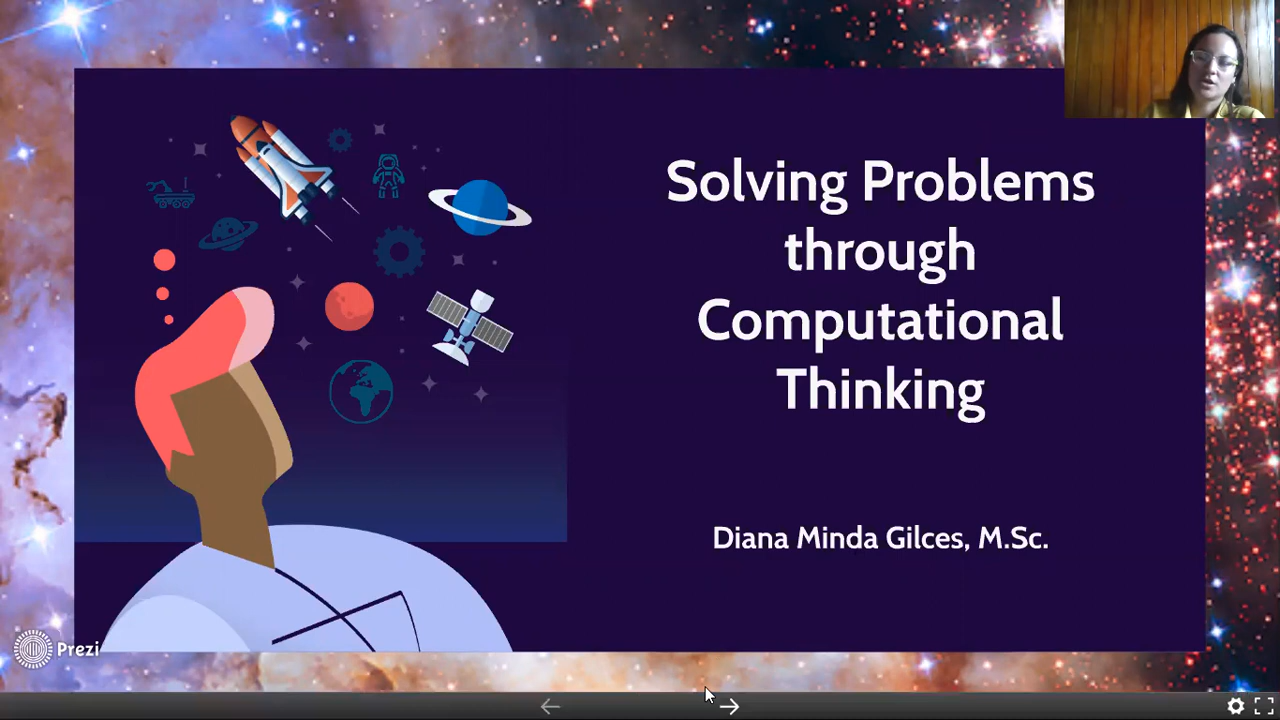 Solving Problems
through
Computational
Thinking
Diana Minda Gilces, M.Sc.
Prezi